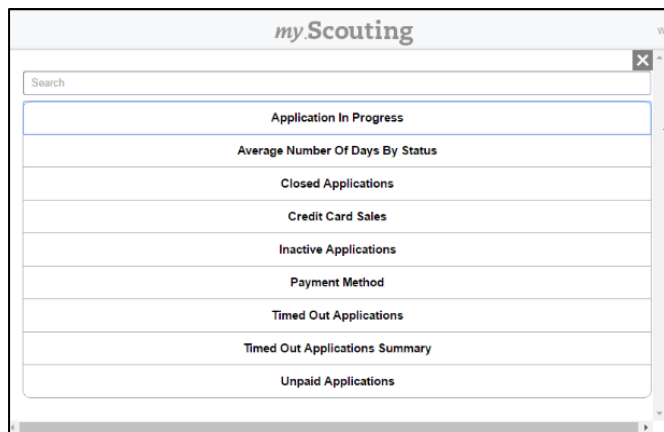 my.Scouting
W
Search
Application In Progress
Average Number Of Days By Status
Closed Applications
Credit Card Sales
Inactive Applications
Payment Method
Timed Out Applications
Timed Out Applications Summary
Unpaid Applications